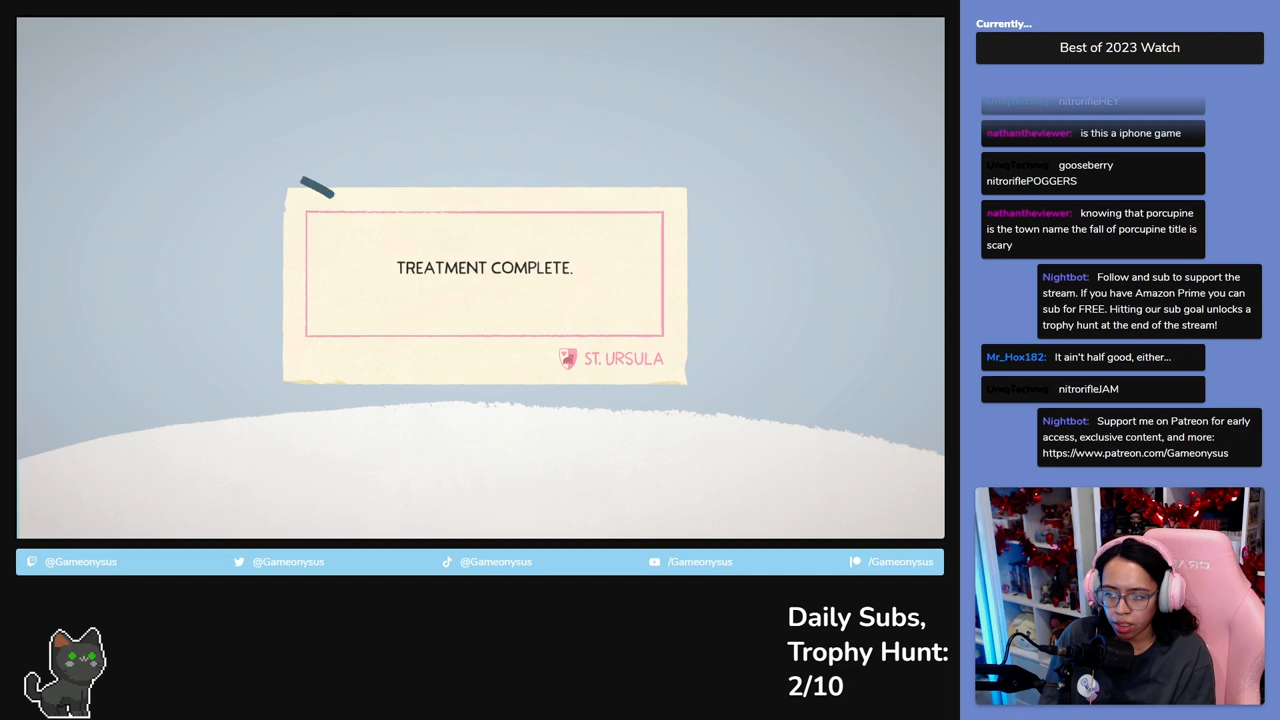 Currently...
Best of 2023 Watch
UniqTechniq: nitrorifleHEY
nathantheviewer: is this a iphone game
UniqTechniq: gooseberry
nitroriflePOGGERS
nathantheviewer: knowing that porcupine
is the town name the fall of porcupine title is
scary
Nightbot: Follow and sub to support the
stream. If you have Amazon Prime you can
sub for FREE. Hitting our sub goal unlocks a
trophy hunt at the end of the stream!
Mr_Hox182: It ain't half good, either...
UniqTechniq: nitrorifleJAM
Nightbot: Support me on Patreon for early
access, exclusive content, and more:
https://www.patreon.com/Gameonysus
TREATMENT COMPLETE.
ST. URSULA
@Gameonysus @Gameonysus @Gameonysus /Gameonysus /Gameonysus
Daily Subs,
Trophy Hunt:
2/10